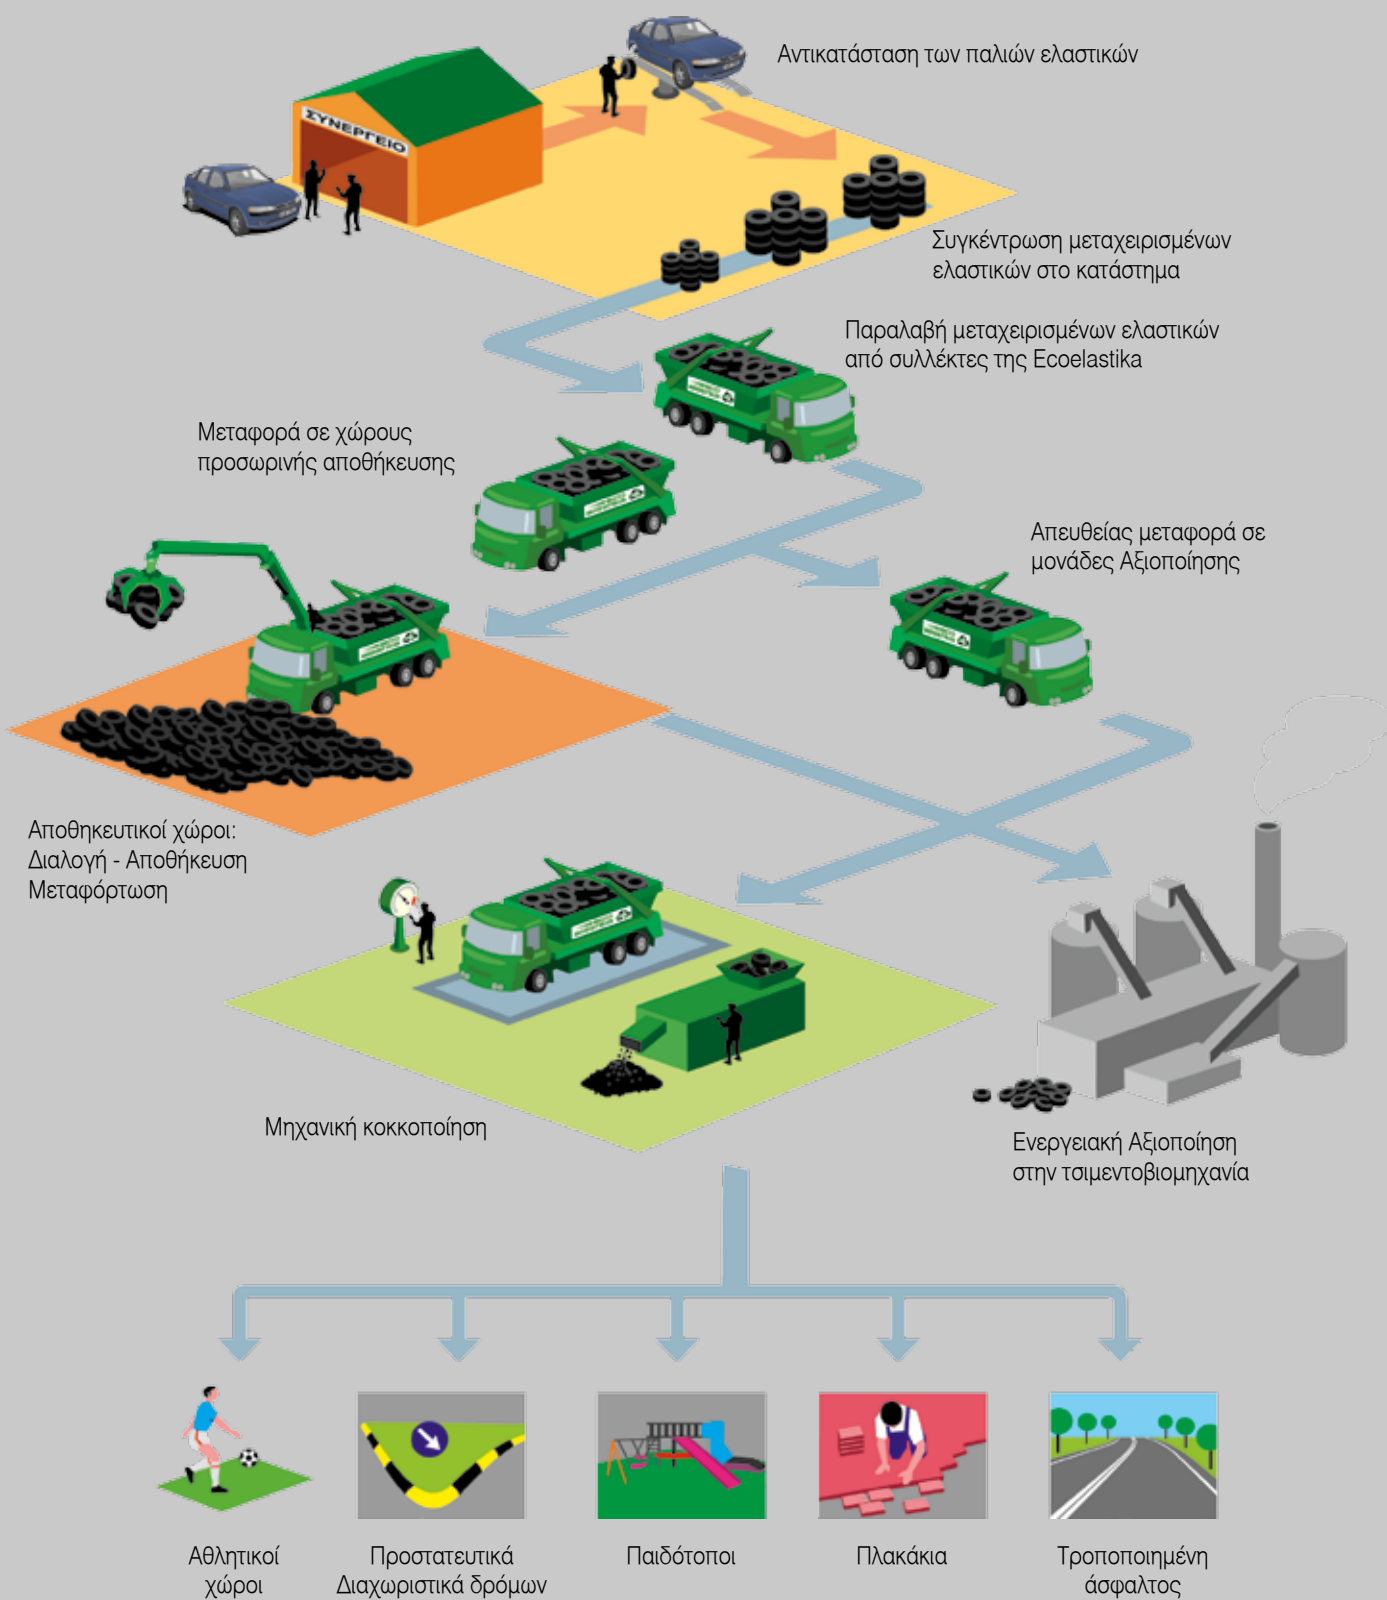 Αντικατάσταση των παλιών ελαστικών
ΣΥΝΕΡΓΕΙΟ
Συγκέντρωση μεταχειρισμένων
ελαστικών στο κατάστημα
Παραλαβή μεταχειρισμένων ελαστικών
από συλλέκτες της Ecoelastika
Μεταφορά σε χώρους
προσωρινής αποθήκευσης
Απευθείας μεταφορά σε
μονάδες Αξιοποίησης
Αποθηκευτικοί χώροι:
Διαλογή - Αποθήκευση
Μεταφόρτωση
Μηχανική κοκκοποίηση
Ενεργειακή Αξιοποίηση
στην τσιμεντοβιομηχανία
Αθλητικοί
χώροι
Προστατευτικά
Διαχωριστικά δρόμων
Παιδότοποι
Πλακάκια
Τροποποιημένη
άσφαλτος